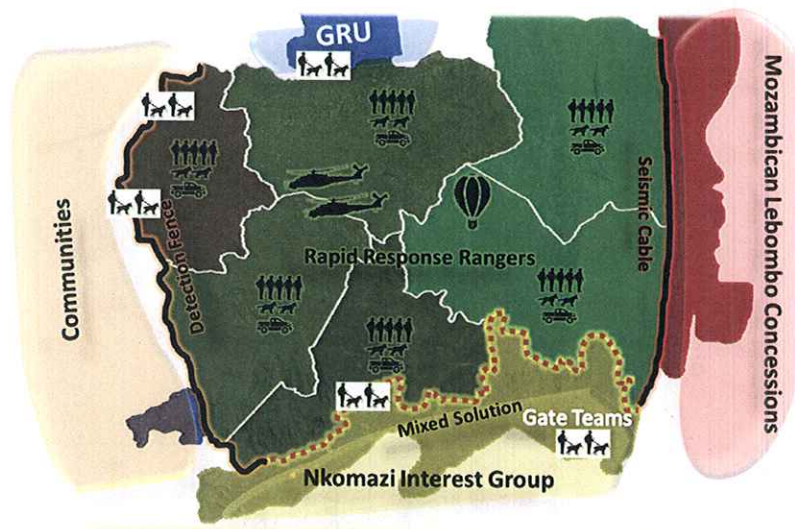 GRU
Communities
Detection Fence
Rapid Response Rangers
Seismic Cable
Mozambican Lebombo Concessions
Mixed Solution
Gate Teams
Nkomazi Interest Group